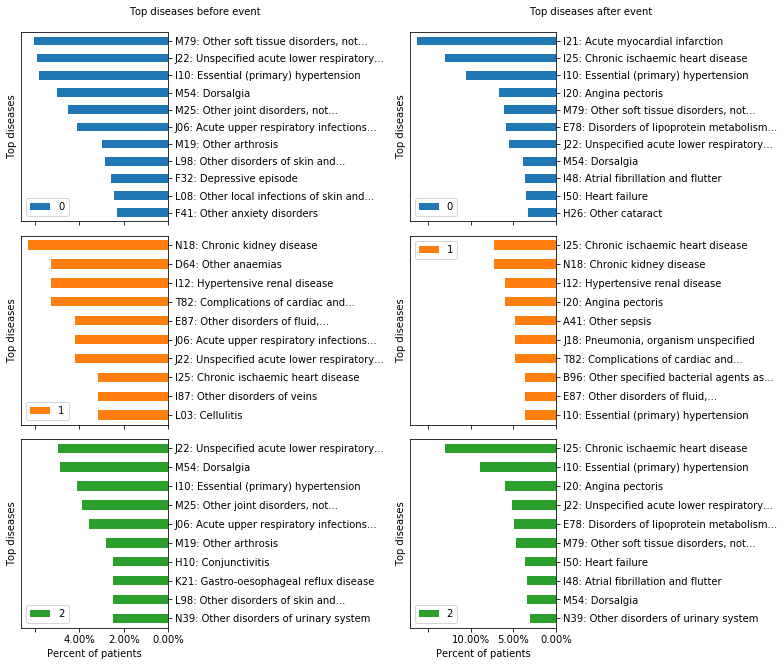 Top diseases before event
Top diseases
M79: Other soft tissue disorders, not...
J22: Unspecified acute lower respiratory...
I10: Essential (primary) hypertension
M54: Dorsalgia
M25: Other joint disorders, not...
J06: Acute upper respiratory infections...
M19: Other arthrosis
L98: Other disorders of skin and...
F32: Depressive episode
L08: Other local infections of skin and...
F41: Other anxiety disorders
0
Top diseases after event
Top diseases
I21: Acute myocardial infarction
I25: Chronic ischaemic heart disease
I10: Essential (primary) hypertension
I20: Angina pectoris
M79: Other soft tissue disorders, not...
E78: Disorders of lipoprotein metabolism...
J22: Unspecified acute lower respiratory...
M54: Dorsalgia
I48: Atrial fibrillation and flutter
I50: Heart failure
H26: Other cataract
0
Top diseases
N18: Chronic kidney disease
D64: Other anaemias
I12: Hypertensive renal disease
T82: Complications of cardiac and...
E87: Other disorders of fluid,...
J06: Acute upper respiratory infections...
J22: Unspecified acute lower respiratory...
I25: Chronic ischaemic heart disease
I87: Other disorders of veins
L03: Cellulitis
1
Top diseases
1
I25: Chronic ischaemic heart disease
N18: Chronic kidney disease
I12: Hypertensive renal disease
I20: Angina pectoris
A41: Other sepsis
J18: Pneumonia, organism unspecified
T82: Complications of cardiac and...
B96: Other specified bacterial agents as...
E87: Other disorders of fluid,...
I10: Essential (primary) hypertension
Top diseases
J22: Unspecified acute lower respiratory...
M54: Dorsalgia
I10: Essential (primary) hypertension
M25: Other joint disorders, not...
J06: Acute upper respiratory infections...
M19: Other arthrosis
H10: Conjunctivitis
K21: Gastro-oesophageal reflux disease
L98: Other disorders of skin and...
N39: Other disorders of urinary system
2
4.00% 2.00% 0.00%
Percent of patients
Top diseases
I25: Chronic ischaemic heart disease
I10: Essential (primary) hypertension
I20: Angina pectoris
J22: Unspecified acute lower respiratory...
E78: Disorders of lipoprotein metabolism...
M79: Other soft tissue disorders, not...
I50: Heart failure
I48: Atrial fibrillation and flutter
M54: Dorsalgia
N39: Other disorders of urinary system
2
10.00% 5.00% 0.00%
Percent of patients